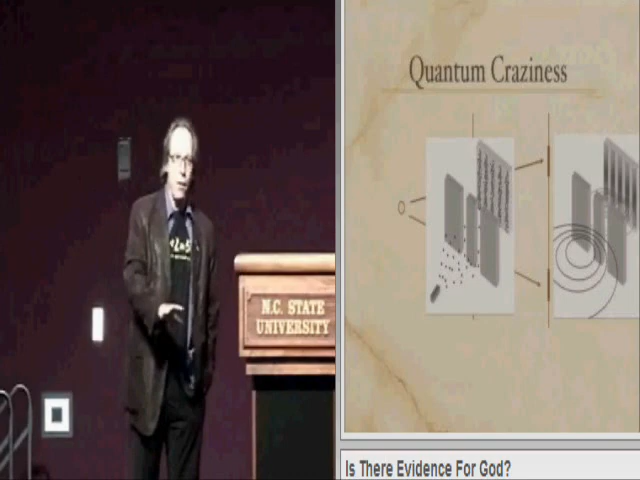 Quantum Craziness
N.C. STATE
UNIVERSITY
Is There Evidence For God?